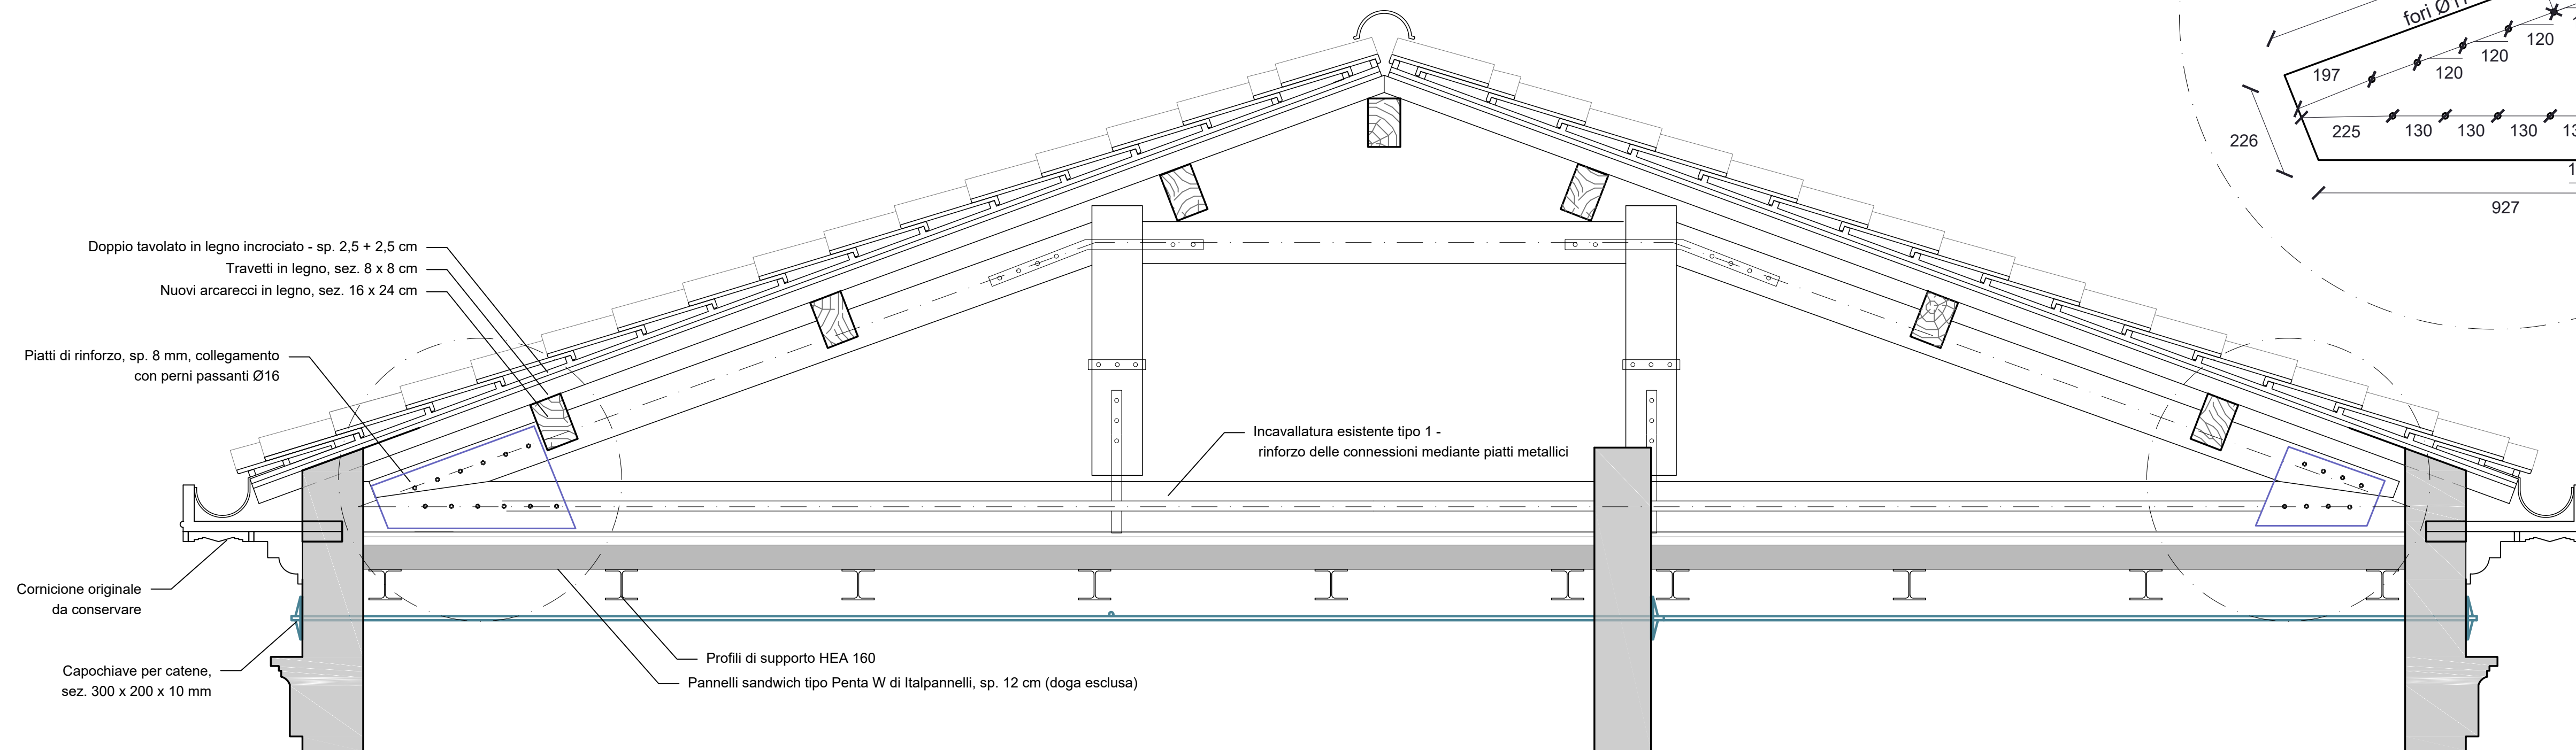 Doppio tavolato in legno incrociato - sp. 2,5 + 2,5 cm
Travetti in legno, sez. 8 x 8 cm
Nuovi arcarecci in legno, sez. 16 x 24 cm
Piatti di rinforzo, sp. 8 mm, collegamento
con perni passanti Ø16
Incavallatura esistente tipo 1 -
rinforzo delle connessioni mediante piatti metallici
Cornicione originale
da conservare
Capochiave per catene,
sez. 300 x 200 x 10 mm
Profili di supporto HEA 160
Pannelli sandwich tipo Penta W di Italpannelli, sp. 12 cm (doga esclusa)
fori
120
120
120
197
225
130
130
130
226
927